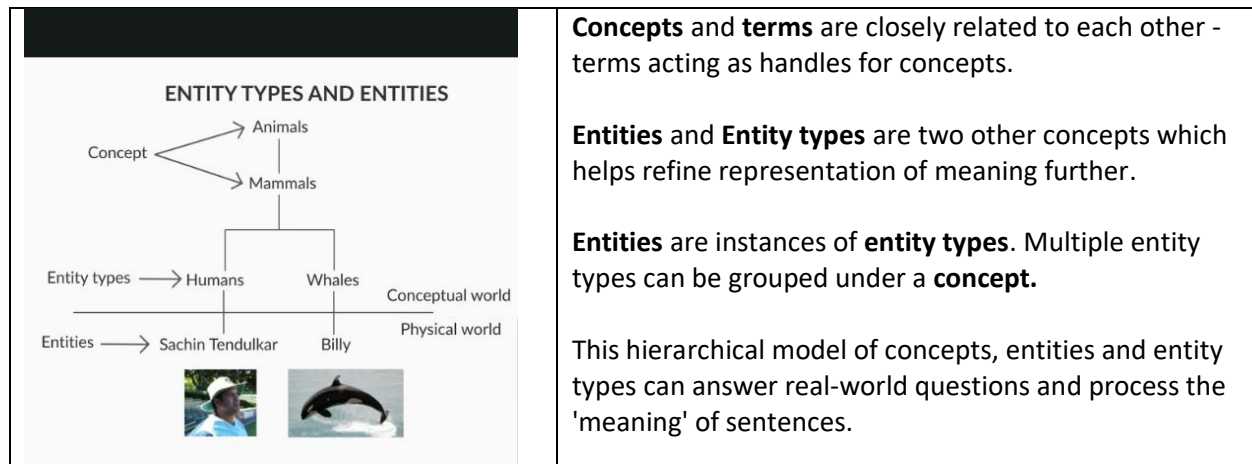 ENTITY TYPES AND ENTITIES
Animals
Concept
Mammals
Entity types
Humans
Whales
Conceptual world
Physical world
Entities
Sachin Tendulkar
Billy
Concepts and terms are closely related to each other -
terms acting as handles for concepts.
Entities and Entity types are two other concepts which
helps refine representation of meaning further.
Entities are instances of entity types. Multiple entity
types can be grouped under a concept.
This hierarchical model of concepts, entities and entity
types can answer real-world questions and process the
'meaning' of sentences.